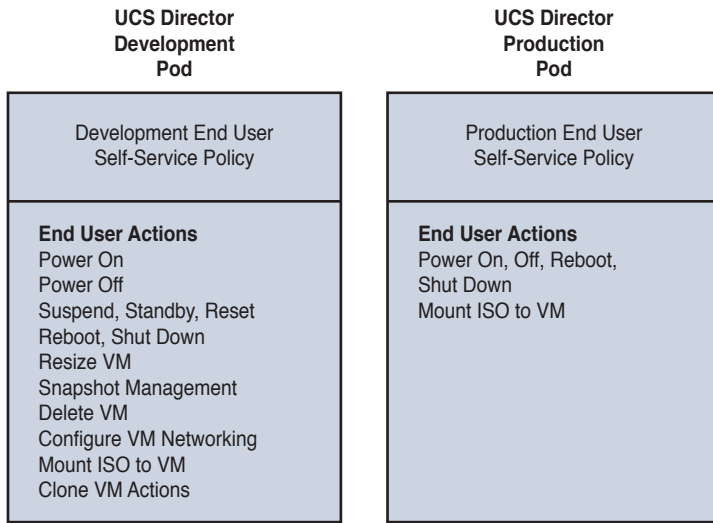 UCS Director
Development
Pod
Development End User
Self-Service Policy
End User Actions
Power On
Power Off
Suspend, Standby, Reset
Reboot, Shut Down
Resize VM
Snapshot Management
Delete VM
Configure VM Networking
Mount ISO to VM
Clone VM Actions
UCS Director
Production
Pod
Production End User
Self-Service Policy
End User Actions
Power On, Off, Reboot,
Shut Down
Mount ISO to VM